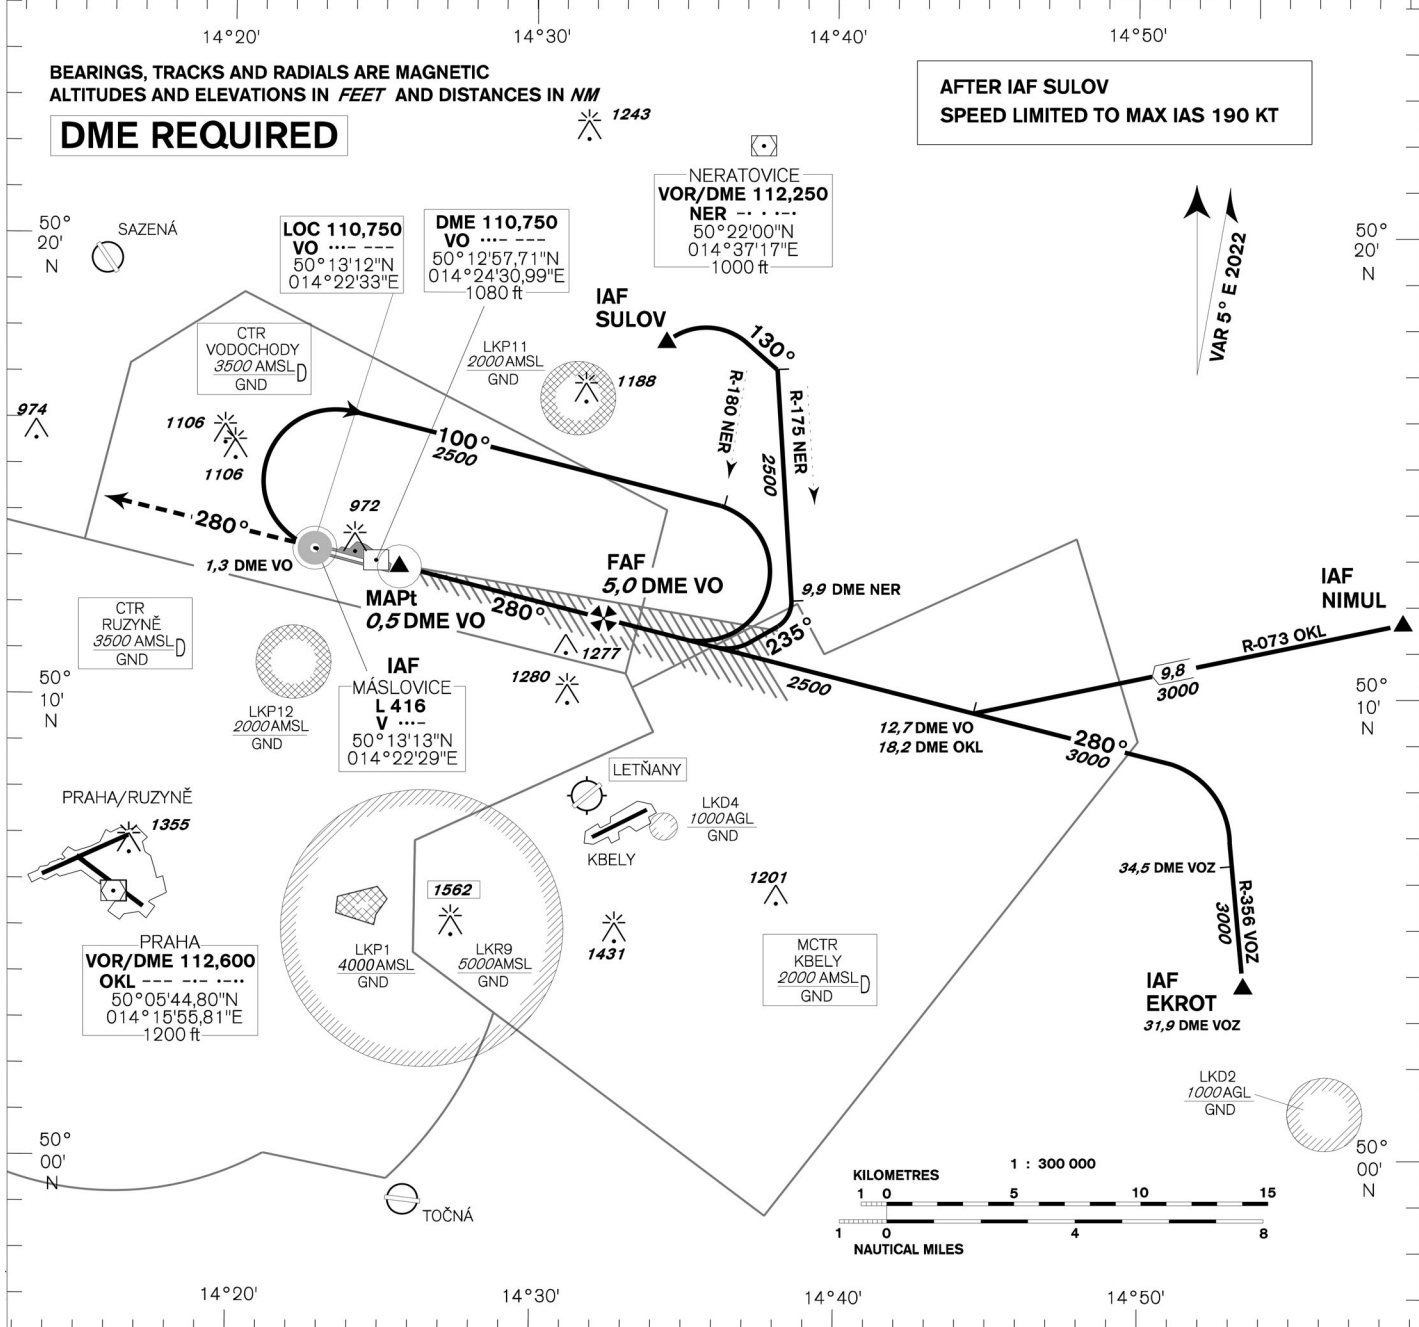 14°20'
14°30'
14°40'
14°50'
BEARINGS, TRACKS AND RADIALS ARE MAGNETIC
ALTITUDES AND ELEVATIONS IN FEET AND DISTANCES IN NM
DME REQUIRED
AFTER IAF SULOV
SPEED LIMITED TO MAX IAS 190 KT
1243
NERATOVICE
VOR/DME 112,250
NER -· · ·-·
50°22'00"N
014°37'17"E
1000 ft
50°
20'
N
SAZENÁ
LOC 110,750
VO ···- ---
50°13'12"N
014°22'33"E
DME 110,750
VO ···- ---
50°12'57,71"N
014°24'30,99"E
1080 ft
50°
20'
N
VAR 5° E 2022
IAF
SULOV
130°
CTR
VODOCHODY
3500 AMSL D
GND
LKP11
2000 AMSL
GND
1188
R-180 NER
R-175 NER
2500
974
1106
1106
100°
2500
972
280°
1,3 DME VO
FAF
5,0 DME VO
9,9 DME NER
IAF
NIMUL
MAPt
0,5 DME VO
280°
235°
R-073 OKL
CTR
RUZYNĚ
3500 AMSL D
GND
1277
1280
2500
9,8
3000
IAF
MÁSLOVICE
L 416
V ···-
50°13'13"N
014°22'29"E
50°
10'
N
LKP12
2000 AMSL
GND
50°
10'
N
12,7 DME VO
18,2 DME OKL
280°
3000
LETŇANY
PRAHA/RUZYNĚ
1355
LKD4
1000 AGL
GND
KBELY
34,5 DME VOZ
R-356 VOZ
3000
1562
1201
1431
LKP1
4000 AMSL
GND
LKR9
5000 AMSL
GND
MCTR
KBELY
2000 AMSL D
GND
PRAHA
VOR/DME 112,600
OKL --- -·- ·-··
50°05'44,80"N
014°15'55,81"E
1200 ft
IAF
EKROT
31,9 DME VOZ
LKD2
1000 AGL
GND
50°
00'
N
50°
00'
N
TOČNÁ
1 : 300 000
KILOMETRES
1 0 5 10 15
1 0 4 8
NAUTICAL MILES
14°20'
14°30'
14°40'
14°50'